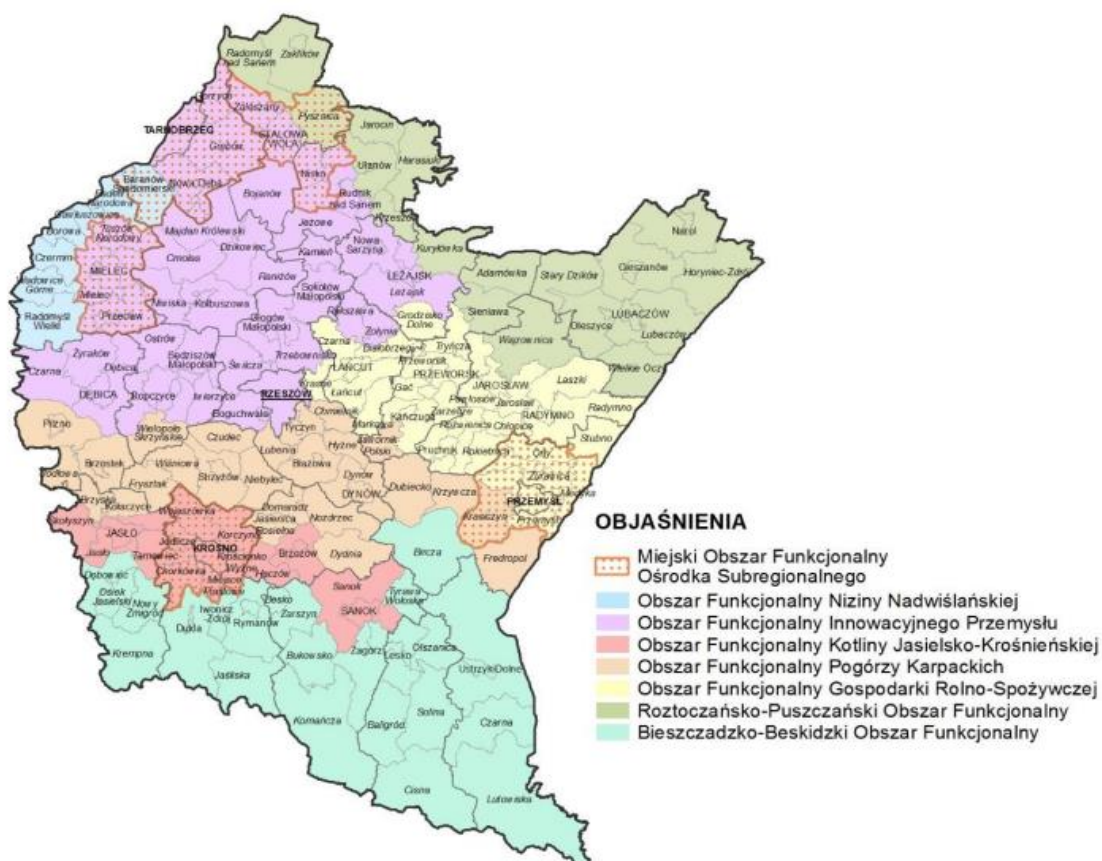 Radomyśl
nad Sanem
Zaklików
Zaleszany
Pysznica
TARNOBRZEG
STALOWA
WOLA
Jarocin
Grębów
Ulanów
Harasiuki
Nisko
Baranów
Sandomierski
Nowa Dęba
Rudnik
nad Sanem
Bojanów
Krzeszów
Borowa
Majdan Królewski
Jeżowe
Dzikowiec
Nowa
Sarzyna
Cmolas
Kamień
Kuryłówka
Narol
Czermin
MIELEC
Raniżów
LEŻAJSK
Leżajsk
Adamówka
Stary Dzików
Cieszanów
Horyniec-Zdrój
Wadowice
Górne
Mielec
Niwiska
Kolbuszowa
Sokołów
Małopolski
Sieniawa
Oleszyce
LUBACZÓW
Lubaczów
Radomyśl
Wielki
Przecław
Głogów
Małopolski
Rakszawa
Żołynia
Grodzisko
Dolne
Wiązownica
Wielkie Oczy
Ostrów
Czarna
Białobrzegi
Tryńcza
Żyraków
Dębica
Sędziszów
Małopolski
Świlcza
Trzebownisko
ŁAŃCUT
Przeworsk
PRZEWORSK
JAROSŁAW
Laszki
Czarna
DĘBICA
Ropczyce
Iwierzyce
RZESZÓW
Krasne
Łańcut
Gać
Pawłosiów
Jarosław
RADYMNO
Radymno
Boguchwała
Chmielnik
Markowa
Kańczuga
Zarzecze
Roźwienica
Chłopice
Pilzno
Wielopole
Skrzyńskie
Czudec
Tyczyn
Hyżne
Jawornik
Polski
Pruchnik
Rokietnica
Stubno
Lubenia
Orły
Brzostek
Wiśniowa
Błażowa
Dynów
Żurawica
Frysztak
Strzyżów
Niebylec
DYNÓW
Dubiecko
Krzywcza
PRZEMYŚL
Medyka
Brzyska
Kołaczyce
Wojaszówka
Domaradz
Jasienica
Rosielna
Nozdrzec
Krasiczyn
Przemyśl
Skołyszyn
JASŁO
Jedlicze
Korczyna
Jasło
Tarnowiec
KROSNO
Krościenko
Wyżne
Brzozów
Dydnia
Bircza
Fredropol
Chorkówka
Miejsce
Piastowe
Haczów
Dębowiec
Sanok
Osiek
Jasielski
Nowy
Żmigród
Iwonicz
Zdrój
Besko
Zarszyn
SANOK
Tyrawa
Wołoska
Dukla
Rymanów
Krempna
Bukowsko
Zagórz
Lesko
Olszanica
Ustrzyki Dolne
Jaśliska
Komańcza
Baligród
Solina
Czarna
Cisna
Lutowiska
OBJAŚNIENIA
Miejski Obszar Funkcjonalny
Ośrodka Subregionalnego
Obszar Funkcjonalny Niziny Nadwiślańskiej
Obszar Funkcjonalny Innowacyjnego Przemysłu
Obszar Funkcjonalny Kotliny Jasielsko-Krośnieńskiej
Obszar Funkcjonalny Pogórzy Karpackich
Obszar Funkcjonalny Gospodarki Rolno-Spożywczej
Roztoczańsko-Puszczański Obszar Funkcjonalny
Bieszczadzko-Beskidzki Obszar Funkcjonalny